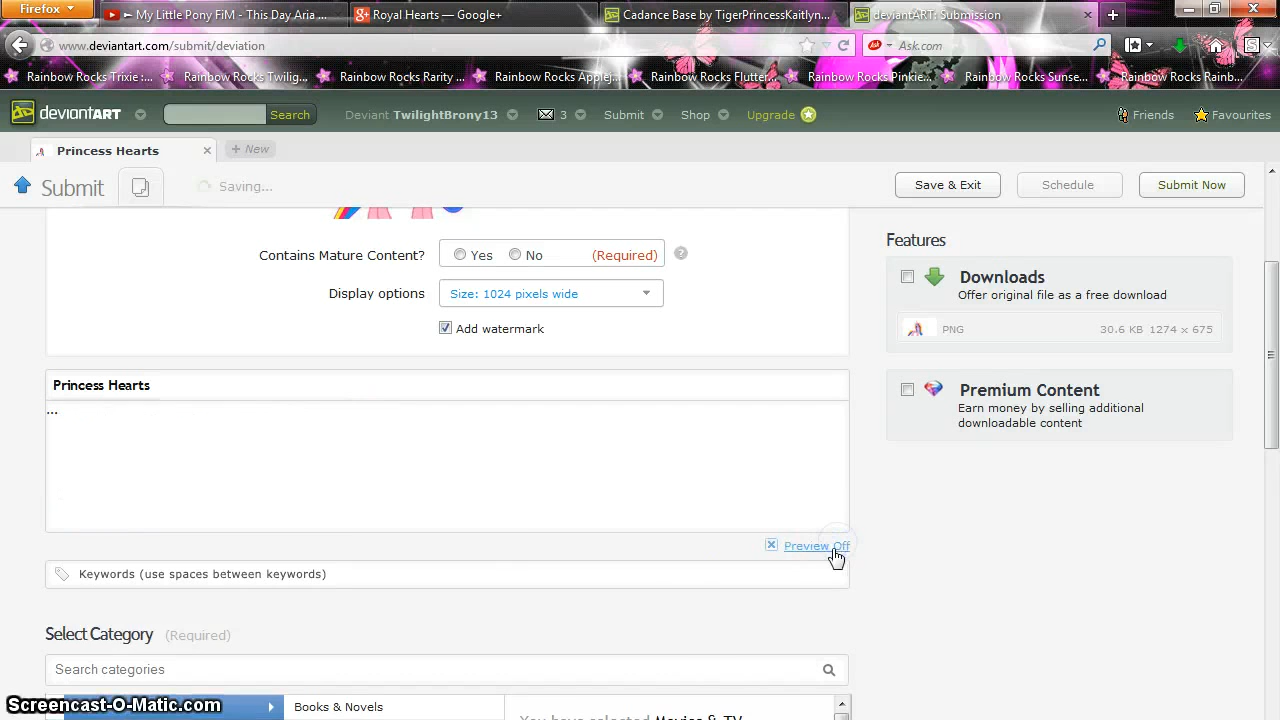 Firefox
► My Little Pony FiM - This Day Aria ...
Royal Hearts — Google+
Cadance Base by TigerPrincessKaitlyn...
deviantART: Submission
www.deviantart.com/submit/deviation
Ask.com
Rainbow Rocks Trixie :...
Rainbow Rocks Twilig...
Rainbow Rocks Rarity ...
Rainbow Rocks Applej...
Rainbow Rocks Flutter...
Rainbow Rocks Pinkie...
Rainbow Rocks Sunse...
Rainbow Rocks Rainb...
deviantART
Search
Deviant TwilightBrony13
3
Submit
Shop
Upgrade
Friends
Favourites
Princess Hearts
+ New
Submit
Saving...
Save & Exit
Schedule
Submit Now
Contains Mature Content?
Yes
No
(Required)
?
Display options
Size: 1024 pixels wide
Add watermark
Princess Hearts
...
Preview Off
Keywords (use spaces between keywords)
Select Category (Required)
Search categories
Books & Novels
You have selected Movies & TV
Features
Downloads
Offer original file as a free download
PNG
30.6 KB 1274 x 675
Premium Content
Earn money by selling additional
downloadable content
Screencast-O-Matic.com